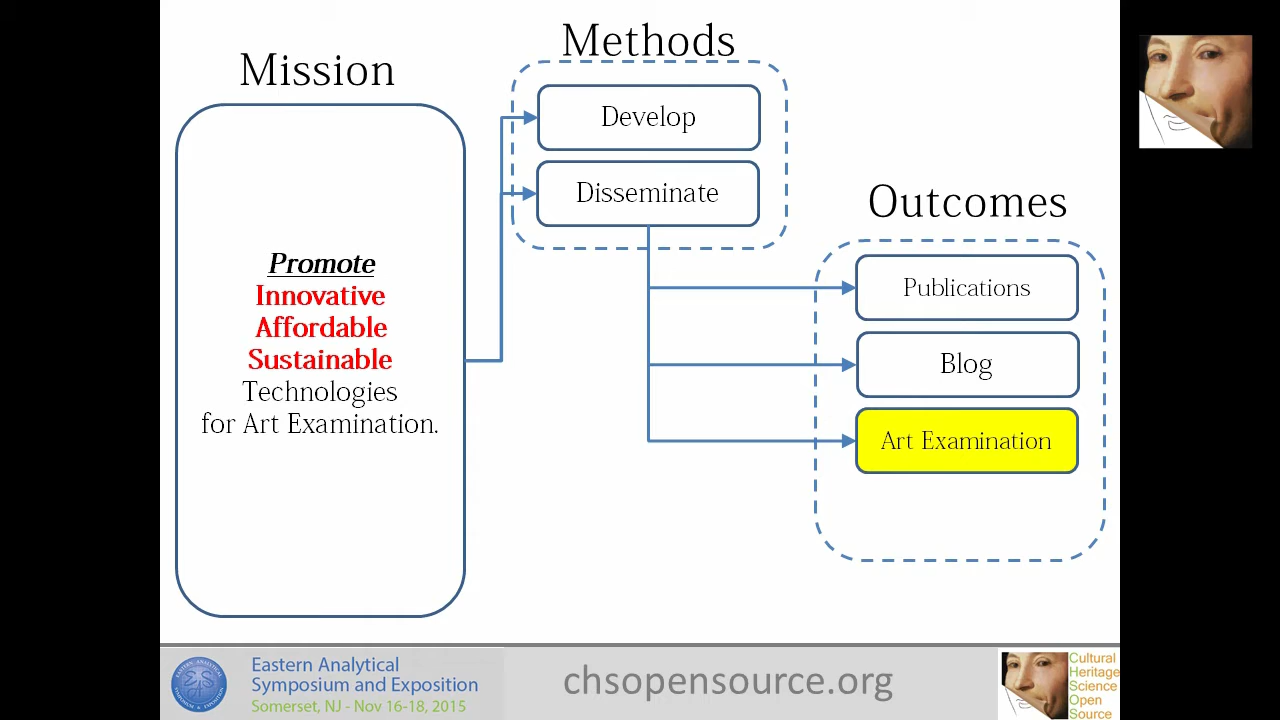 Mission
Methods
Develop
Disseminate
Outcomes
Promote
Innovative
Affordable
Sustainable
Technologies
for Art Examination.
Publications
Blog
Art Examination
Eastern Analytical
Symposium and Exposition
Somerset, NJ - Nov 16-18, 2015
chsopensource.org
Cultural
Heritage
Science
Open
Source